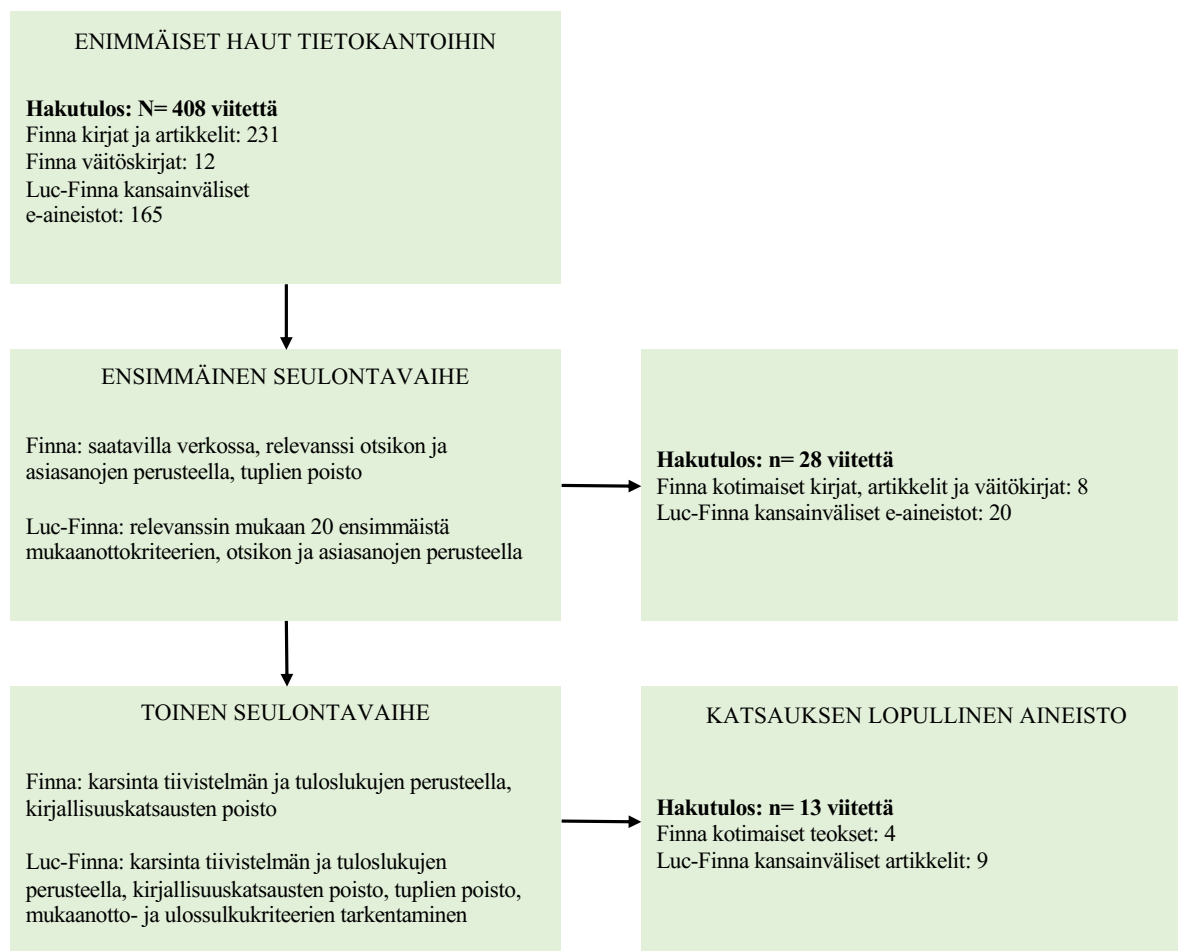 ENIMMÄISET HAUT TIETOKANTOIHIN
Hakutulos: N= 408 viitettä
Finna kirjat ja artikkelit: 231
Finna väitöskirjat: 12
Luc-Finna kansainväliset
e-aineistot: 165
ENSIMMÄINEN SEULONTAVAIHE
Finna: saatavilla verkossa, relevanssi otsikon ja
asiasanojen perusteella, tuplien poisto
Luc-Finna: relevanssin mukaan 20 ensimmäistä
mukaanottokriteerien, otsikon ja asiasanojen perusteella
Hakutulos: n= 28 viitettä
Finna kotimaiset kirjat, artikkelit ja väitökirjat: 8
Luc-Finna kansainväliset e-aineistot: 20
TOINEN SEULONTAVAIHE
Finna: karsinta tiivistelmän ja tuloslukujen perusteella,
kirjallisuuskatsausten poisto
Luc-Finna: karsinta tiivistelmän ja tuloslukujen
perusteella, kirjallisuuskatsausten poisto, tuplien poisto,
mukaanotto- ja ulossulkukriteerien tarkentaminen
KATSAUKSEN LOPULLINEN AINEISTO
Hakutulos: n= 13 viitettä
Finna kotimaiset teokset: 4
Luc-Finna kansainväliset artikkelit: 9